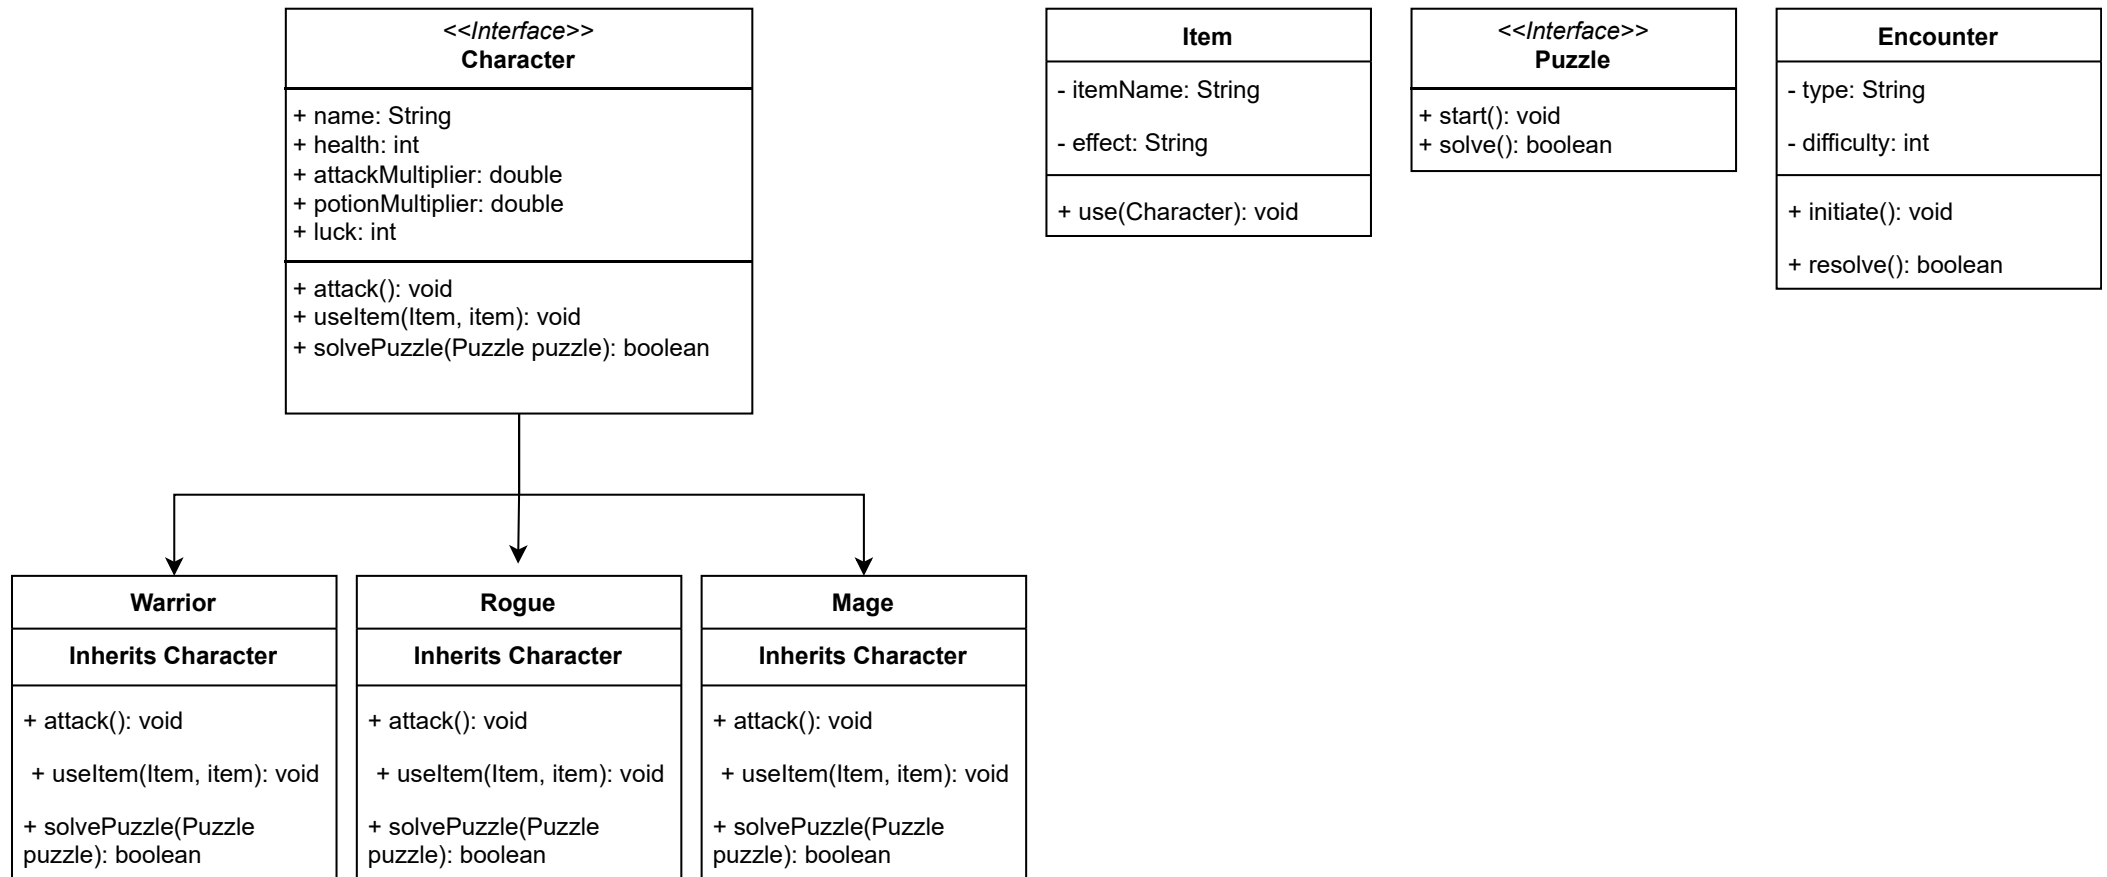 <<Interface>>
Character
+ name: String
+ health: int
+ attackMultiplier: double
+ potionMultiplier: double
+ luck: int
+ attack(): void
+ useItem(Item, item): void
+ solvePuzzle(Puzzle puzzle): boolean
Item
- itemName: String
- effect: String
+ use(Character): void
<<Interface>>
Puzzle
+ start(): void
+ solve(): boolean
Encounter
- type: String
- difficulty: int
+ initiate(): void
+ resolve(): boolean
Warrior
Inherits Character
+ attack(): void
+ useItem(Item, item): void
+ solvePuzzle(Puzzle
puzzle): boolean
Rogue
Inherits Character
+ attack(): void
+ useItem(Item, item): void
+ solvePuzzle(Puzzle
puzzle): boolean
Mage
Inherits Character
+ attack(): void
+ useItem(Item, item): void
+ solvePuzzle(Puzzle
puzzle): boolean